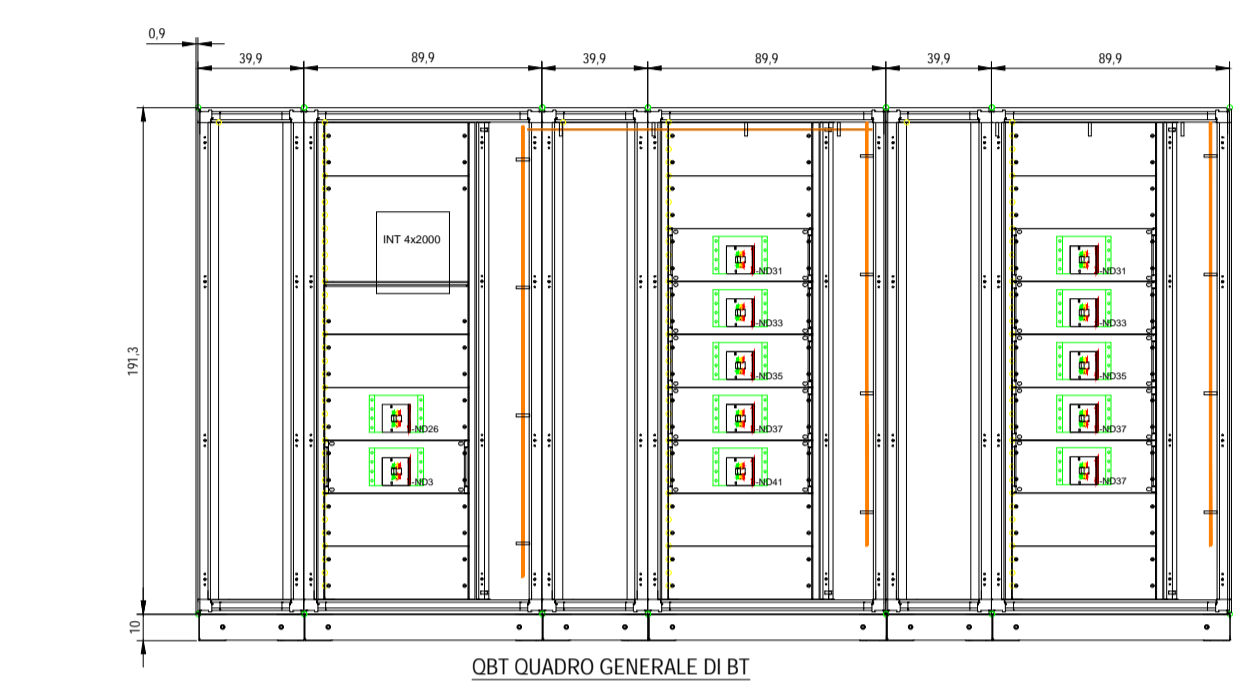 0,9
39,9
89,9
39,9
89,9
39,9
89,9
191,3
INT 4x2000
-ND31
-ND31
-ND33
-ND33
-ND35
-ND35
-ND26
-ND37
-ND37
-ND3
-ND41
-ND37
10
QBT QUADRO GENERALE DI BT